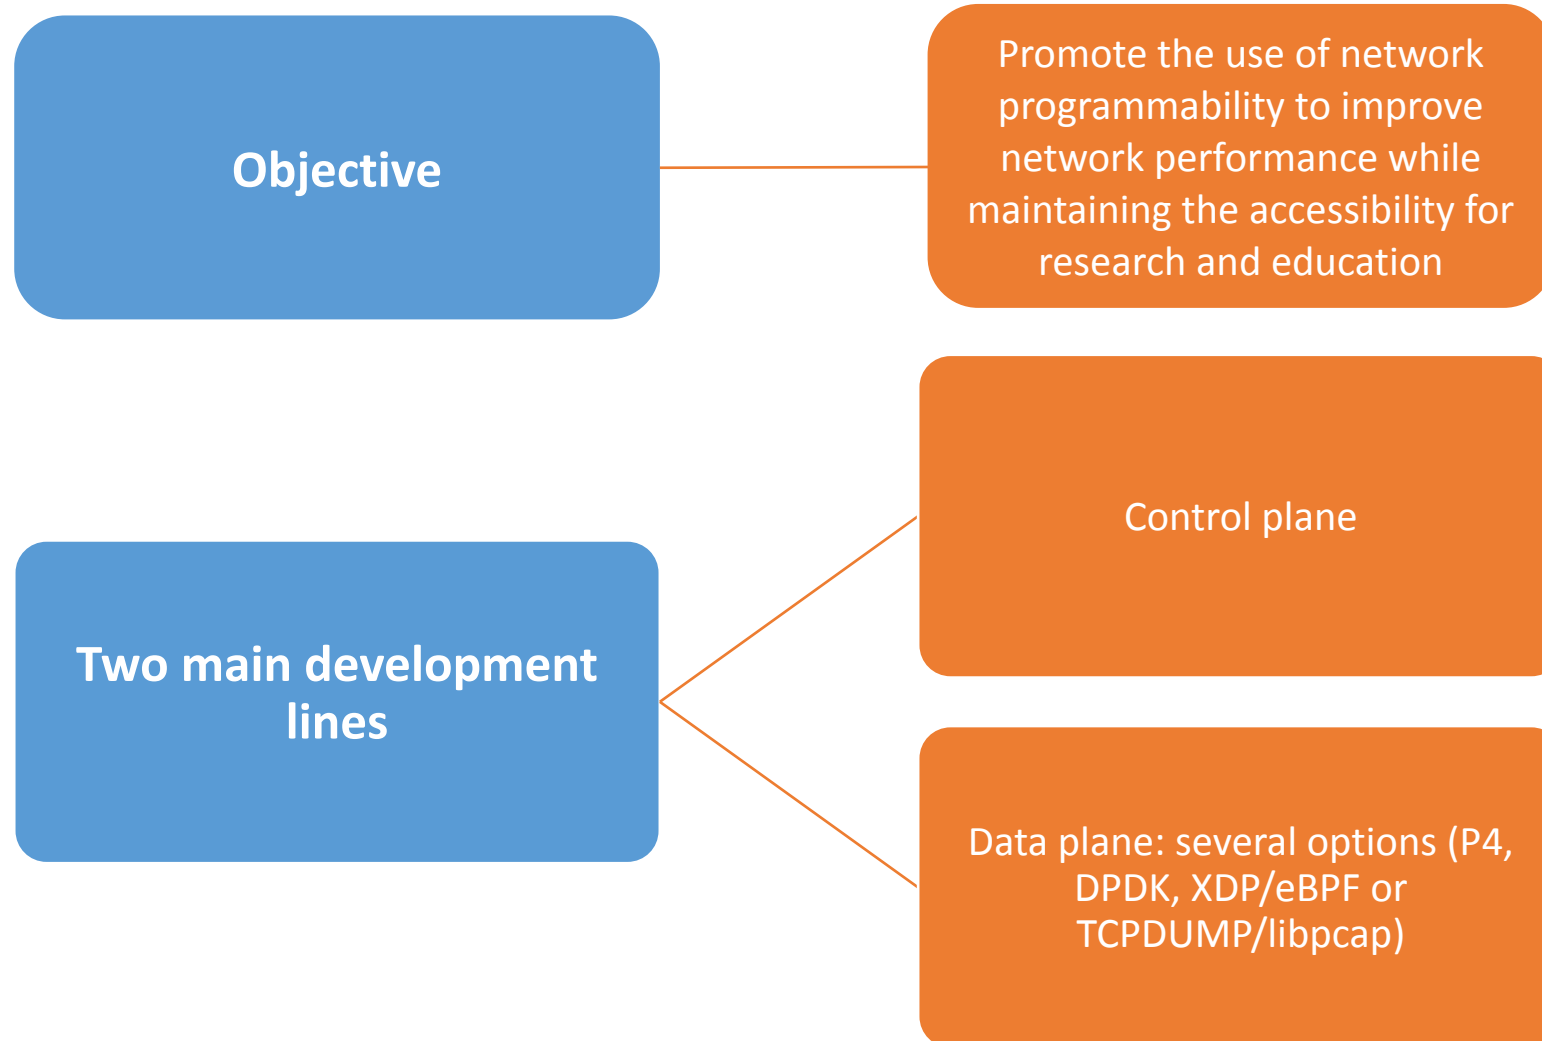 Objective
Promote the use of network
programmability to improve
network performance while
maintaining the accessibility for
research and education
Two main development
lines
Control plane
Data plane: several options (P4,
DPDK, XDP/eBPF or
TCPDUMP/libpcap)